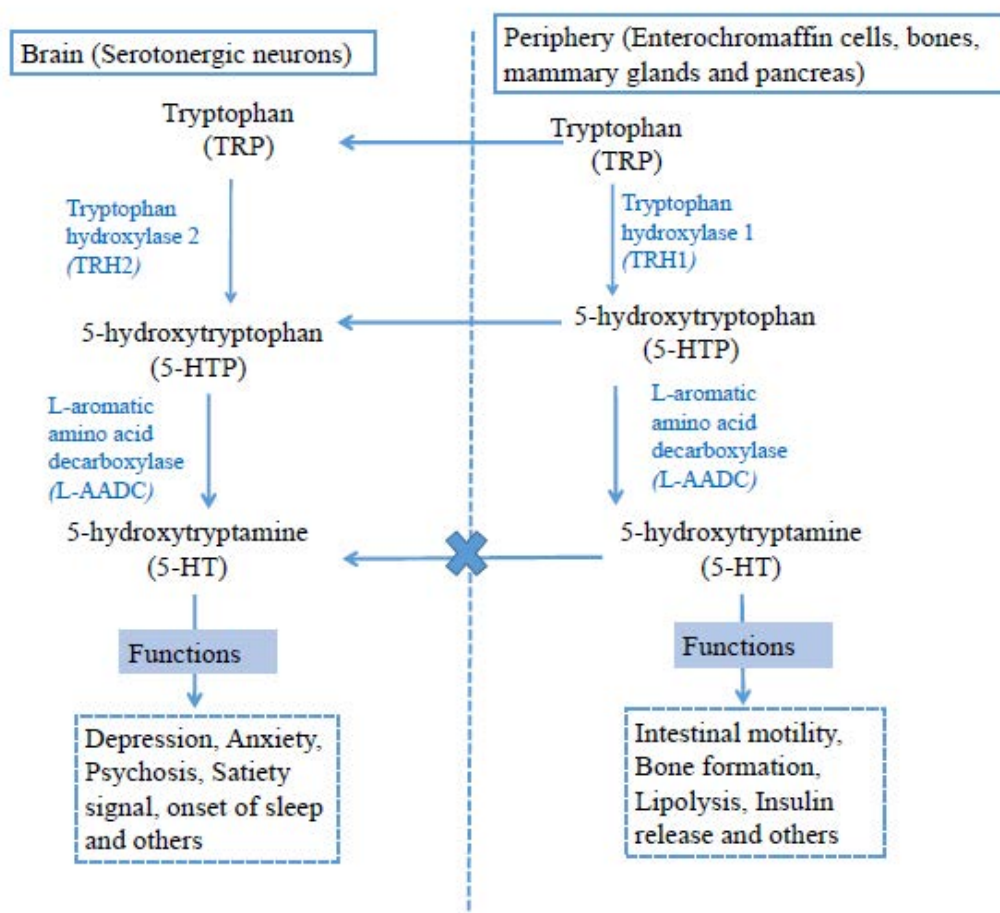 Brain (Serotonergic neurons)
Periphery (Enterochromaffin cells, bones,
mammary glands and pancreas)
Tryptophan
(TRP)
Tryptophan
(TRP)
Tryptophan
hydroxylase 2
(TRH2)
Tryptophan
hydroxylase 1
(TRH1)
5-hydroxytryptophan
(5-HTP)
5-hydroxytryptophan
(5-HTP)
L-aromatic
amino acid
decarboxylase
(L-AADC)
L-aromatic
amino acid
decarboxylase
(L-AADC)
5-hydroxytryptamine
(5-HT)
5-hydroxytryptamine
(5-HT)
Functions
Functions
Depression, Anxiety,
Psychosis, Satiety
signal, onset of sleep
and others
Intestinal motility,
Bone formation,
Lipolysis, Insulin
release and others